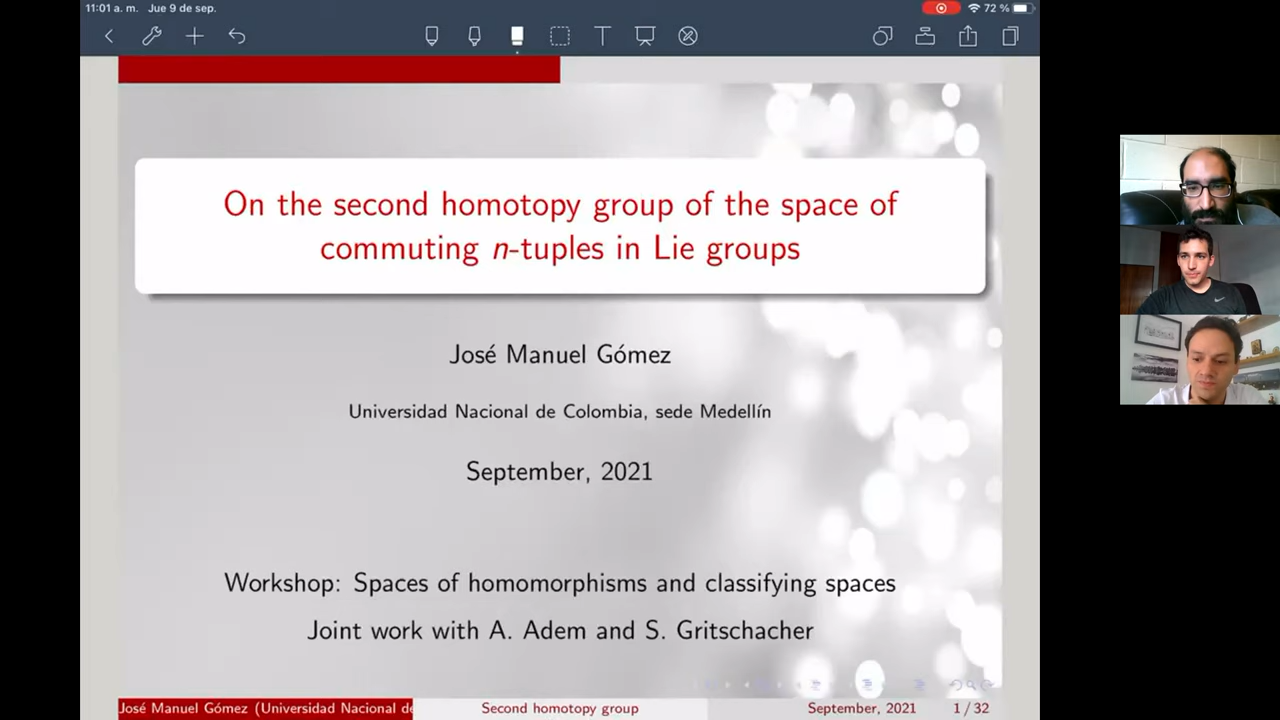 11:01 a. m. Jue 9 de sep.
72 %
On the second homotopy group of the space of
commuting n-tuples in Lie groups
José Manuel Gómez
Universidad Nacional de Colombia, sede Medellín
September, 2021
Workshop: Spaces of homomorphisms and classifying spaces
Joint work with A. Adem and S. Gritschacher
José Manuel Gómez (Universidad Nacional de
Second homotopy group
September, 2021
1 / 32